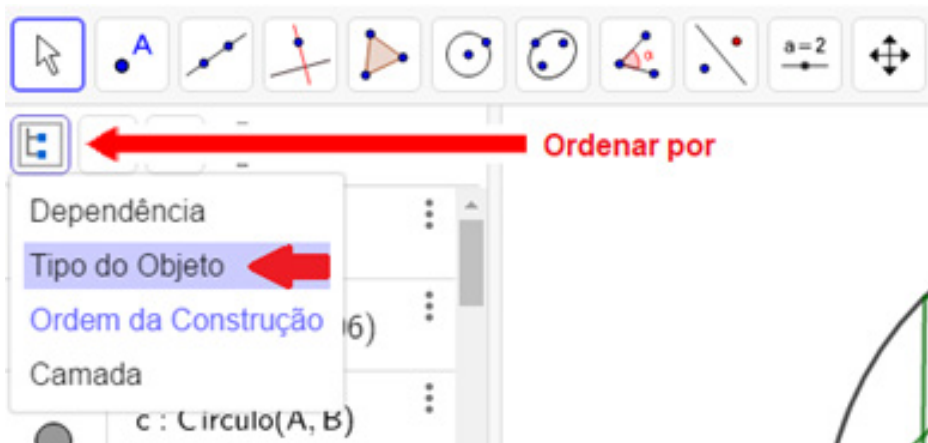 A
α
a=2
Ordenar por
Dependência
Tipo do Objeto
Ordem da Construção
6)
Camada
c : Círculo(A, B)